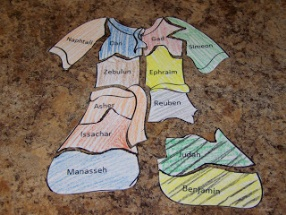 Naphtali
Dan
Gad
Simeon
Zebulun
Ephraim
Asher
Reuben
Issachar
Manasseh
Judah
Benjamin